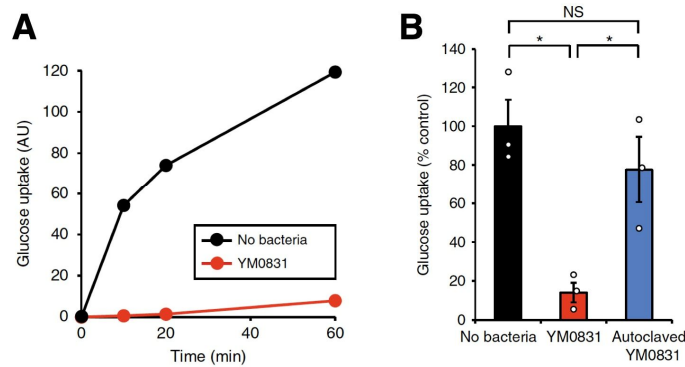 A
Glucose uptake (AU)
120
100
80
60
40
20
0
0
20
40
60
Time (min)
No bacteria
YM0831
B
NS
*
*
Glucose uptake (% control)
140
120
100
80
60
40
20
0
No bacteria
YM0831
Autoclaved
YM0831